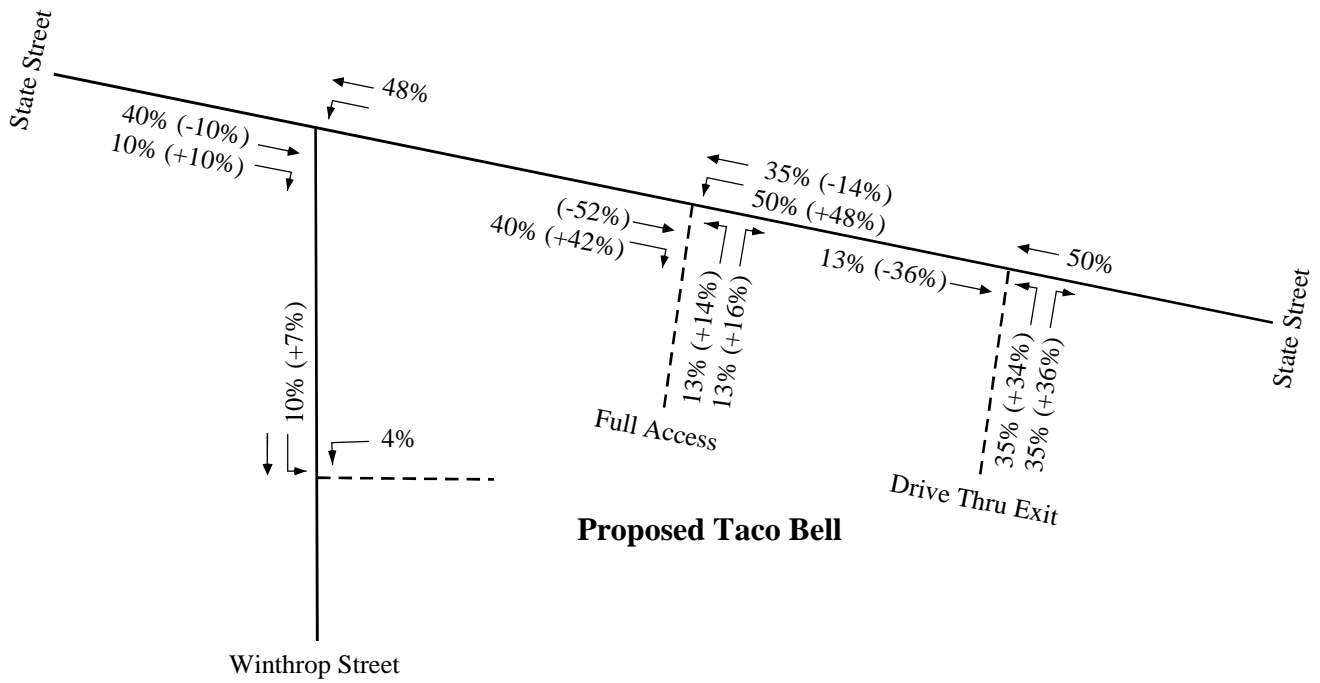 State Street
48%
40% (-10%)
10% (+10%)
35% (-14%)
50% (+48%)
(-52%)
40% (+42%)
13% (-36%)
50%
State Street
13% (+14%)
13% (+16%)
35% (+34%)
35% (+36%)
10% (+7%)
Full Access
4%
Drive Thru Exit
Proposed Taco Bell
Winthrop Street